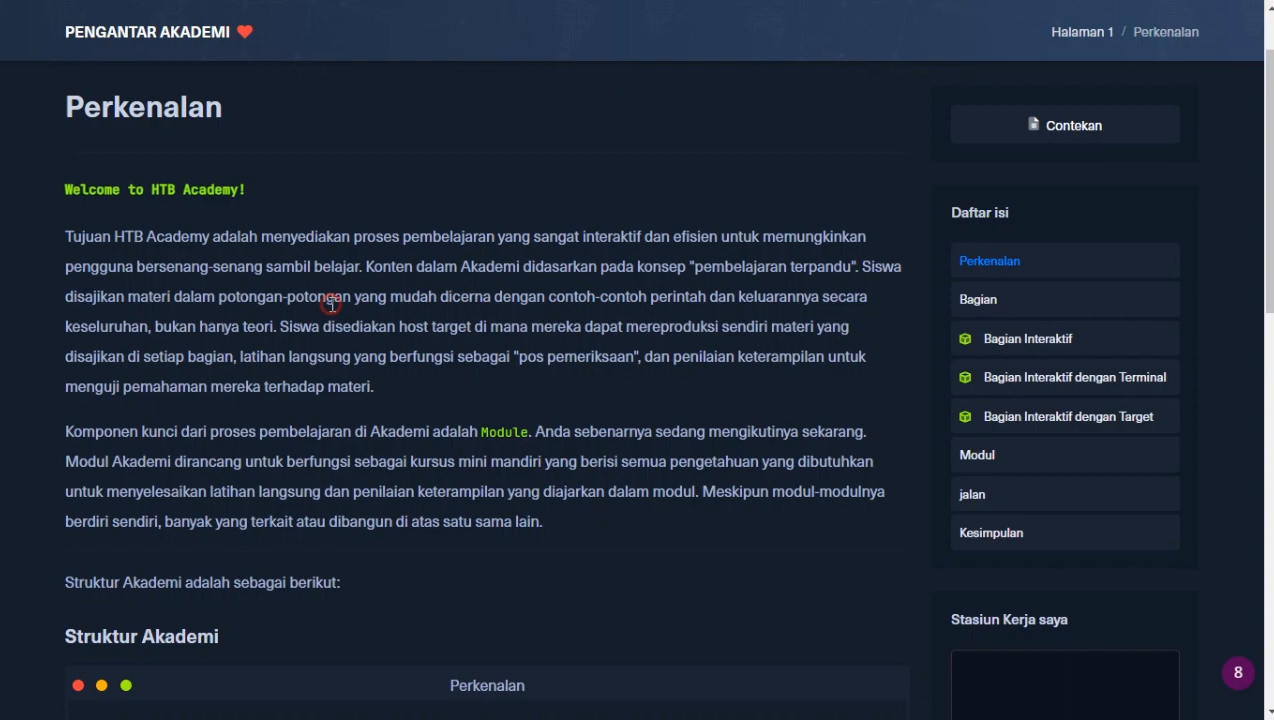 PENGANTAR AKADEMI ❤
Halaman 1 / Perkenalan
Perkenalan
Welcome to HTB Academy!
Tujuan HTB Academy adalah menyediakan proses pembelajaran yang sangat interaktif dan efisien untuk memungkinkan
pengguna bersenang-senang sambil belajar. Konten dalam Akademi didasarkan pada konsep "pembelajaran terpandu". Siswa
disajikan materi dalam potongan-potongan yang mudah dicerna dengan contoh-contoh perintah dan keluarannya secara
keseluruhan, bukan hanya teori. Siswa disediakan host target di mana mereka dapat mereproduksi sendiri materi yang
disajikan di setiap bagian, latihan langsung yang berfungsi sebagai "pos pemeriksaan", dan penilaian keterampilan untuk
menguji pemahaman mereka terhadap materi.
Komponen kunci dari proses pembelajaran di Akademi adalah Module. Anda sebenarnya sedang mengikutinya sekarang.
Modul Akademi dirancang untuk berfungsi sebagai kursus mini mandiri yang berisi semua pengetahuan yang dibutuhkan
untuk menyelesaikan latihan langsung dan penilaian keterampilan yang diajarkan dalam modul. Meskipun modul-modulnya
berdiri sendiri, banyak yang terkait atau dibangun di atas satu sama lain.
Struktur Akademi adalah sebagai berikut:
Struktur Akademi
Perkenalan
Contekan
Daftar isi
Perkenalan
Bagian
Bagian Interaktif
Bagian Interaktif dengan Terminal
Bagian Interaktif dengan Target
Modul
jalan
Kesimpulan
Stasiun Kerja saya
8